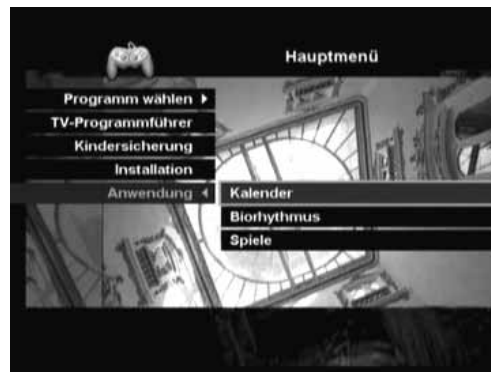 Hauptmenü
Programm wählen
TV-Programmführer
Kindersicherung
Installation
Anwendung
Kalender
Biorhythmus
Spiele